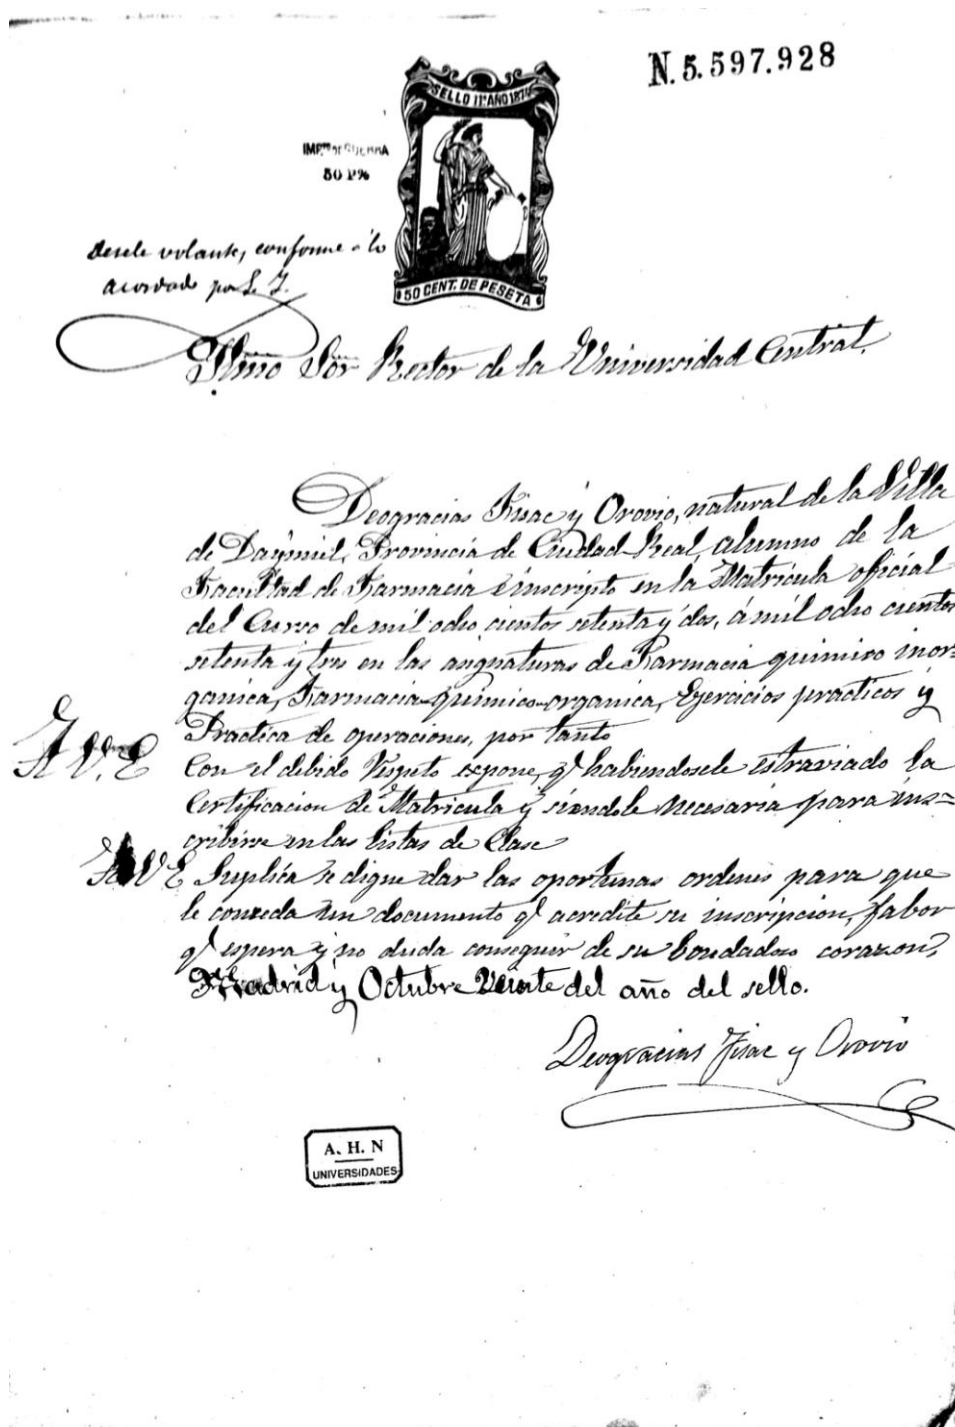 N. 5.597.928
SELLO 11º AÑO 1874
IMPTO DE GUERRA
50 P%
50 CENT. DE PESETA
desele volante, conforme á lo
acordado por S. I.
Ylmo Sor Rector de la Universidad Central.
Deogracias Fisac y Orovio, natural de la Villa
de Daymiel, Provincia de Ciudad-Real, alumno de la
Facultad de Farmacia é inscripto en la Matrícula oficial
del Curso de mil ocho cientos setenta y dos, á mil ocho cientos
setenta y tres en las asignaturas de Farmacia quimico inor=
ganica, Farmacia-quimico-organica, Ejercicios practicos y
Practica de operaciones, por tanto
A V. E
Con el debido respeto expone, q̱ habiendosele estraviado la
Certificacion de Matricula y siendole necesaria para ins=
cribirse en las listas de Clase
A V E Suplíca se digne dar las oportunas ordenes para que
le conceda un documento q̱ acredite su inscripcion, fabor
q̱ espera y no duda conseguir de su bondadoso corazon,
Madrid y Octubre Veinte del año del sello.
Deogracias Fisac y Orovio
A. H. N
UNIVERSIDADES